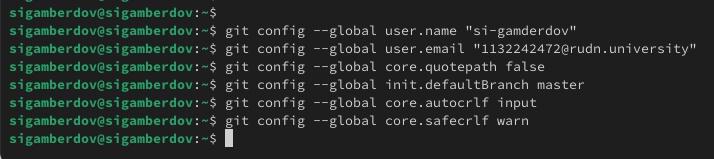 sigamberdov@sigamberdov:~$
sigamberdov@sigamberdov:~$ git config --global user.name "si-gamderdov"
sigamberdov@sigamberdov:~$ git config --global user.email "1132242472@rudn.university"
sigamberdov@sigamberdov:~$ git config --global core.quotepath false
sigamberdov@sigamberdov:~$ git config --global init.defaultBranch master
sigamberdov@sigamberdov:~$ git config --global core.autocrlf input
sigamberdov@sigamberdov:~$ git config --global core.safecrlf warn
sigamberdov@sigamberdov:~$